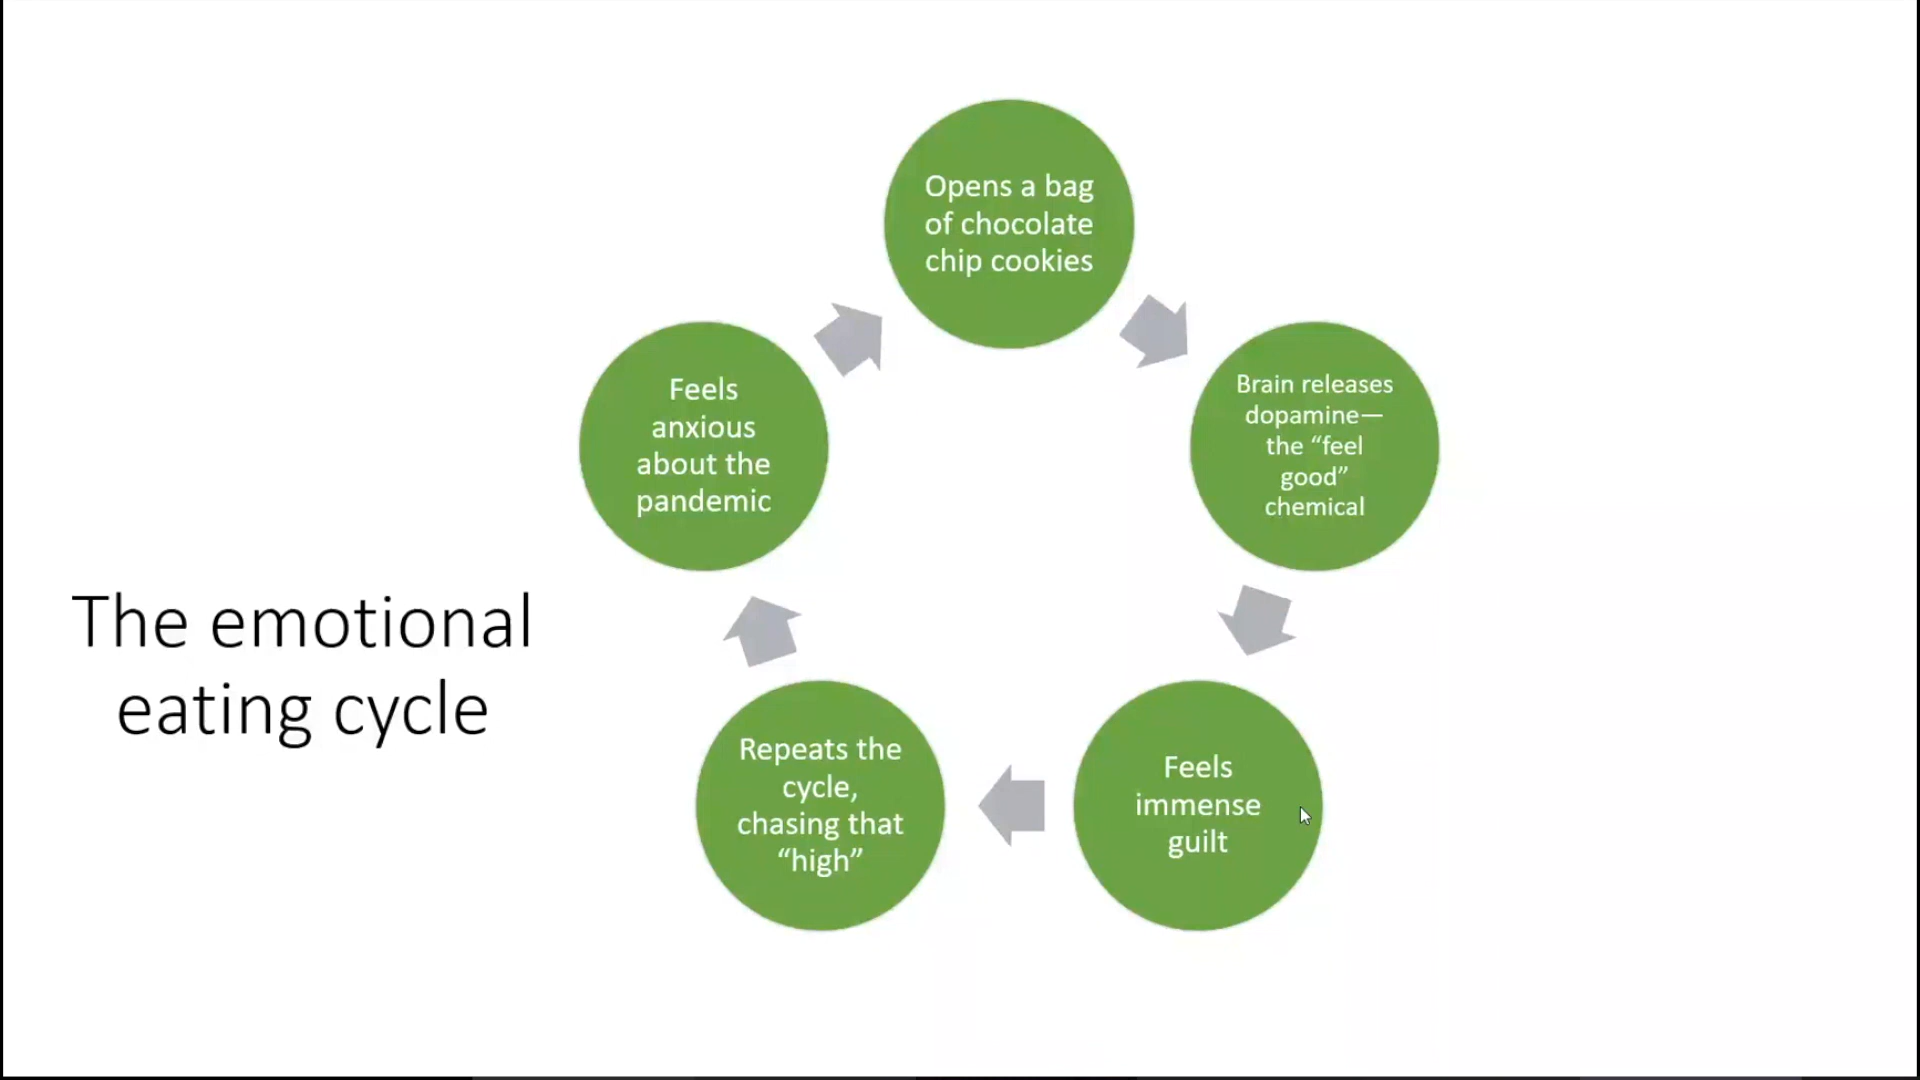 The emotional
eating cycle
Opens a bag
of chocolate
chip cookies
Brain releases
dopamine—
the “feel
good”
chemical
Feels
immense
guilt
Repeats the
cycle,
chasing that
“high”
Feels
anxious
about the
pandemic